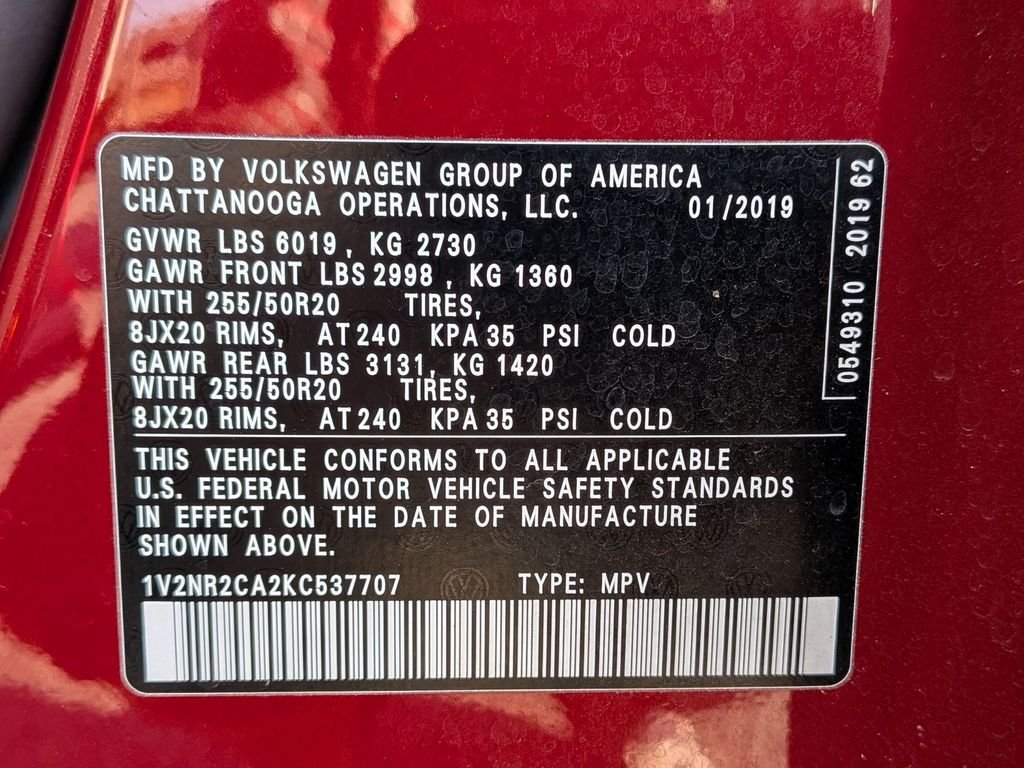 MFD BY VOLKSWAGEN GROUP OF AMERICA
CHATTANOOGA OPERATIONS, LLC. 01/2019
GVWR LBS 6019, KG 2730
GAWR FRONT LBS 2998, KG 1360
WITH 255/50R20 TIRES,
8JX20 RIMS, AT 240 KPA 35 PSI COLD
GAWR REAR LBS 3131, KG 1420
WITH 255/50R20 TIRES,
8JX20 RIMS, AT 240 KPA 35 PSI COLD
THIS VEHICLE CONFORMS TO ALL APPLICABLE
U.S. FEDERAL MOTOR VEHICLE SAFETY STANDARDS
IN EFFECT ON THE DATE OF MANUFACTURE
SHOWN ABOVE.
1V2NR2CA2KC537707 TYPE: MPV
0549310 2019 62